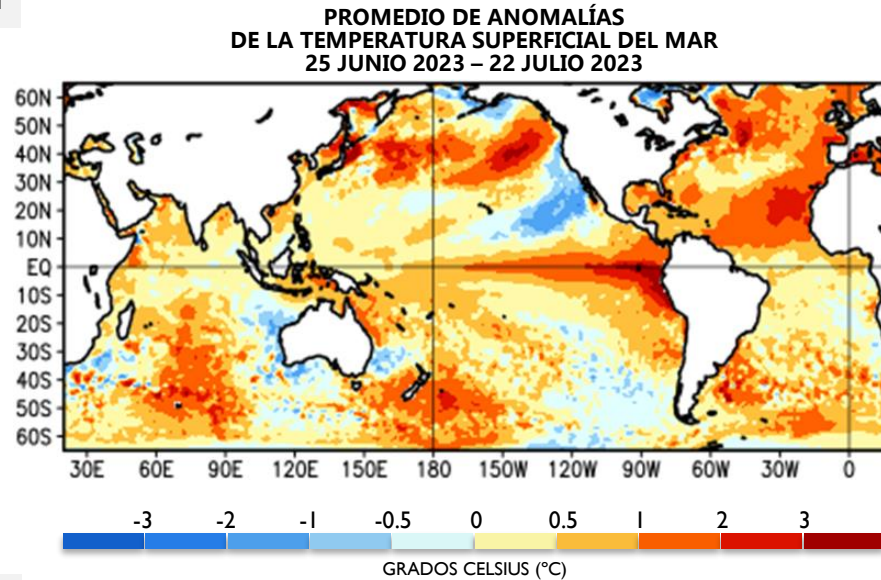 PROMEDIO DE ANOMALÍAS
DE LA TEMPERATURA SUPERFICIAL DEL MAR
25 JUNIO 2023 – 22 JULIO 2023
60N
50N
40N
30N
20N
10N
EQ
10S
20S
30S
40S
50S
60S
30E 60E 90E 120E 150E 180 150W 120W 90W 60W 30W 0
-3 -2 -1 -0.5 0 0.5 1 2 3
GRADOS CELSIUS (ºC)